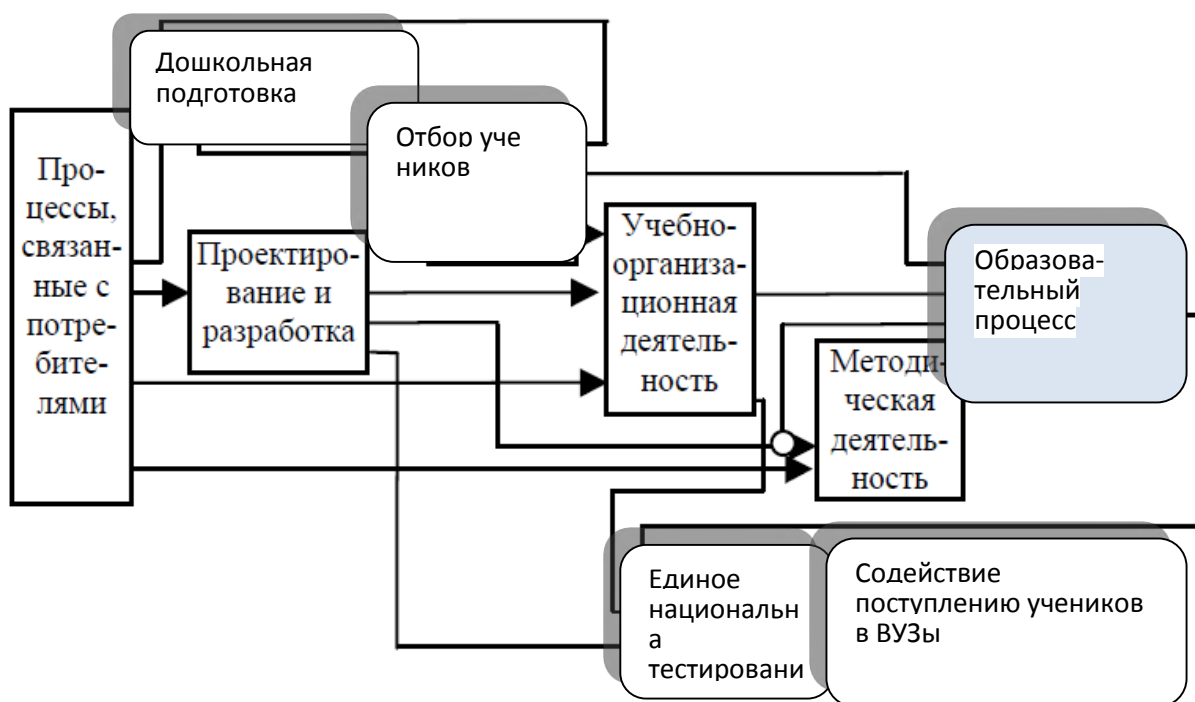 Дошкольная
подготовка
Отбор уче
ников
Про-
цессы,
связан-
ные с
потре-
бите-
лями
Проектиро-
вание и
разработка
Учебно-
организа-
ционная
деятель-
ность
Образова-
тельный
процесс
Методи-
ческая
деятель-
ность
Единое
национальн
а
тестировани
Содействие
поступлению учеников
в ВУЗы